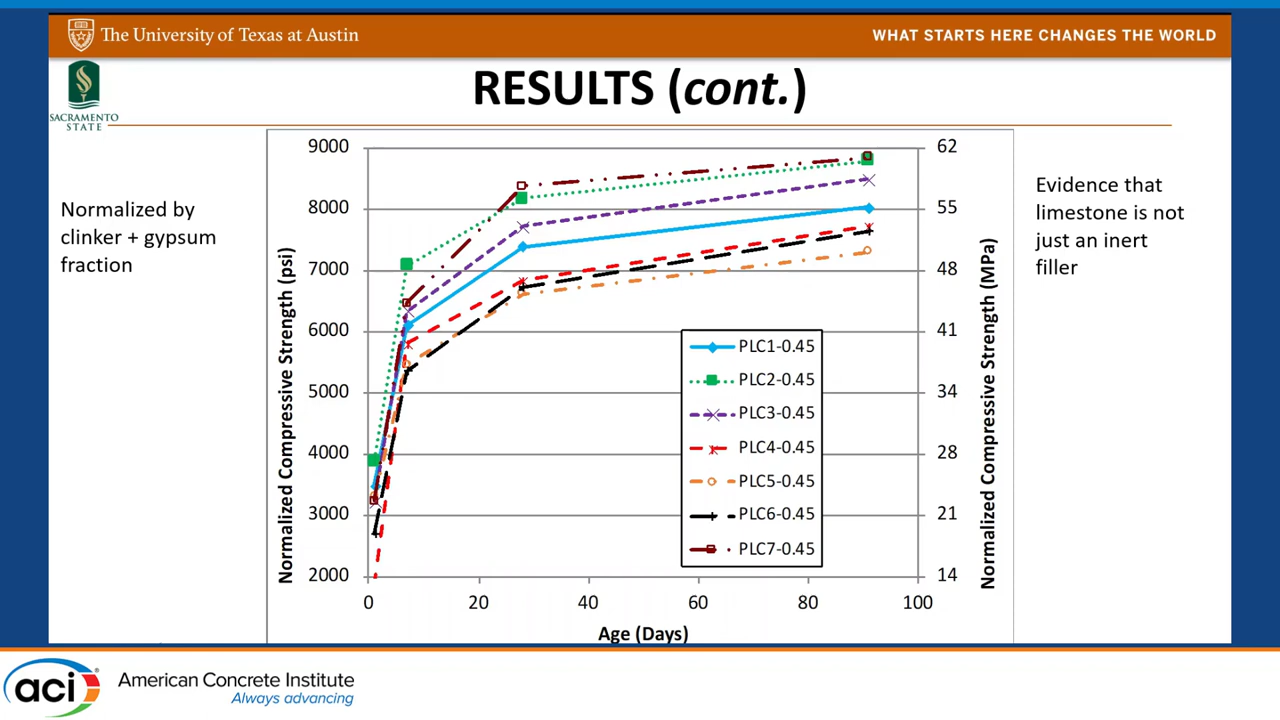 The University of Texas at Austin
WHAT STARTS HERE CHANGES THE WORLD
SACRAMENTO
STATE
RESULTS (cont.)
Normalized by
clinker + gypsum
fraction
Evidence that
limestone is not
just an inert
filler
Normalized Compressive Strength (psi)
9000
8000
7000
6000
5000
4000
3000
2000
62
55
48
41
34
28
21
14
Normalized Compressive Strength (MPa)
PLC1-0.45
PLC2-0.45
PLC3-0.45
PLC4-0.45
PLC5-0.45
PLC6-0.45
PLC7-0.45
0 20 40 60 80 100
Age (Days)
aci
American Concrete Institute
Always advancing